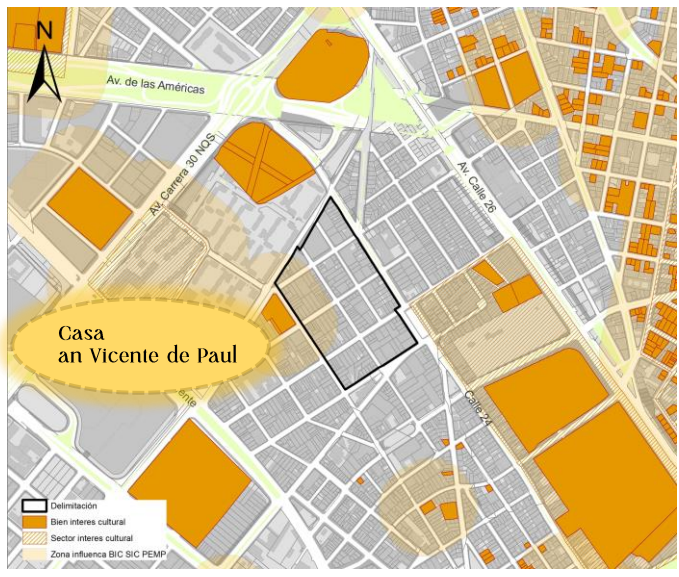 N
Av. de las Américas
Av. Carrera 30 NQS
Av. Calle 26
Casa
an Vicente de Paul
ente
Calle 24
Delimitación
Bien interes cultural
Sector interes cultural
Zona influenca BIC SIC PEMP